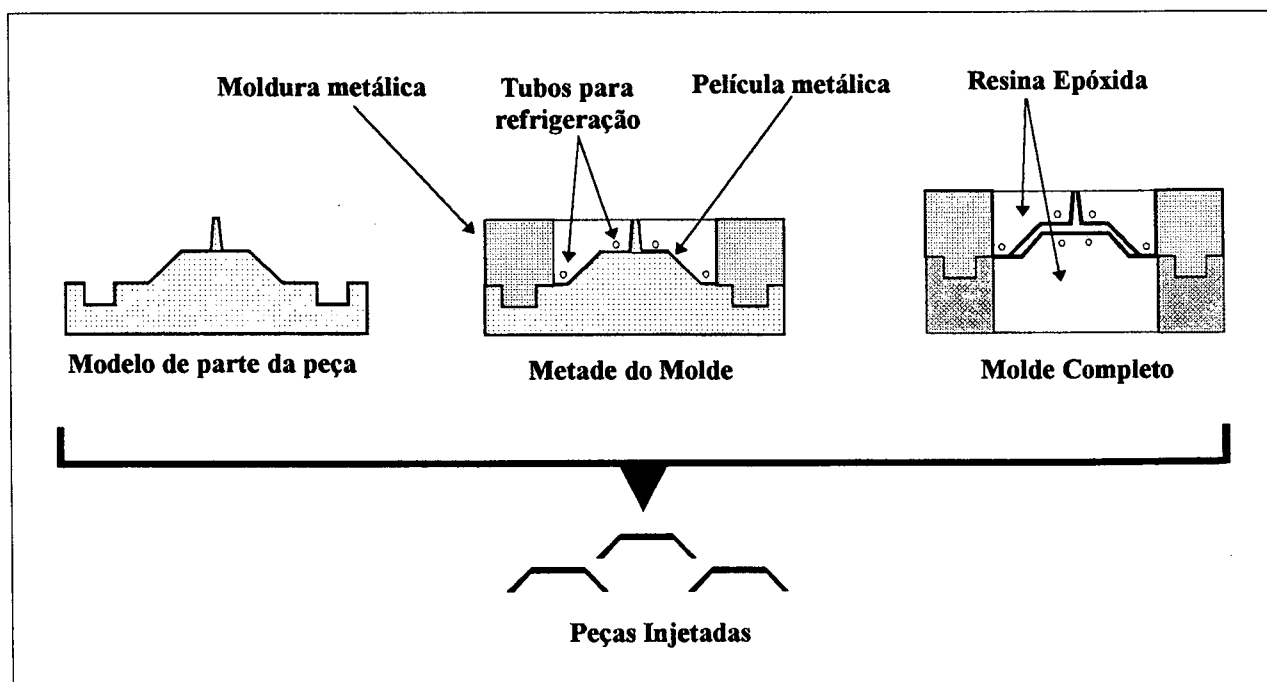 Moldura metálica
Tubos para
refrigeração
Película metálica
Resina Epóxida
Modelo de parte da peça
Metade do Molde
Molde Completo
Peças Injetadas